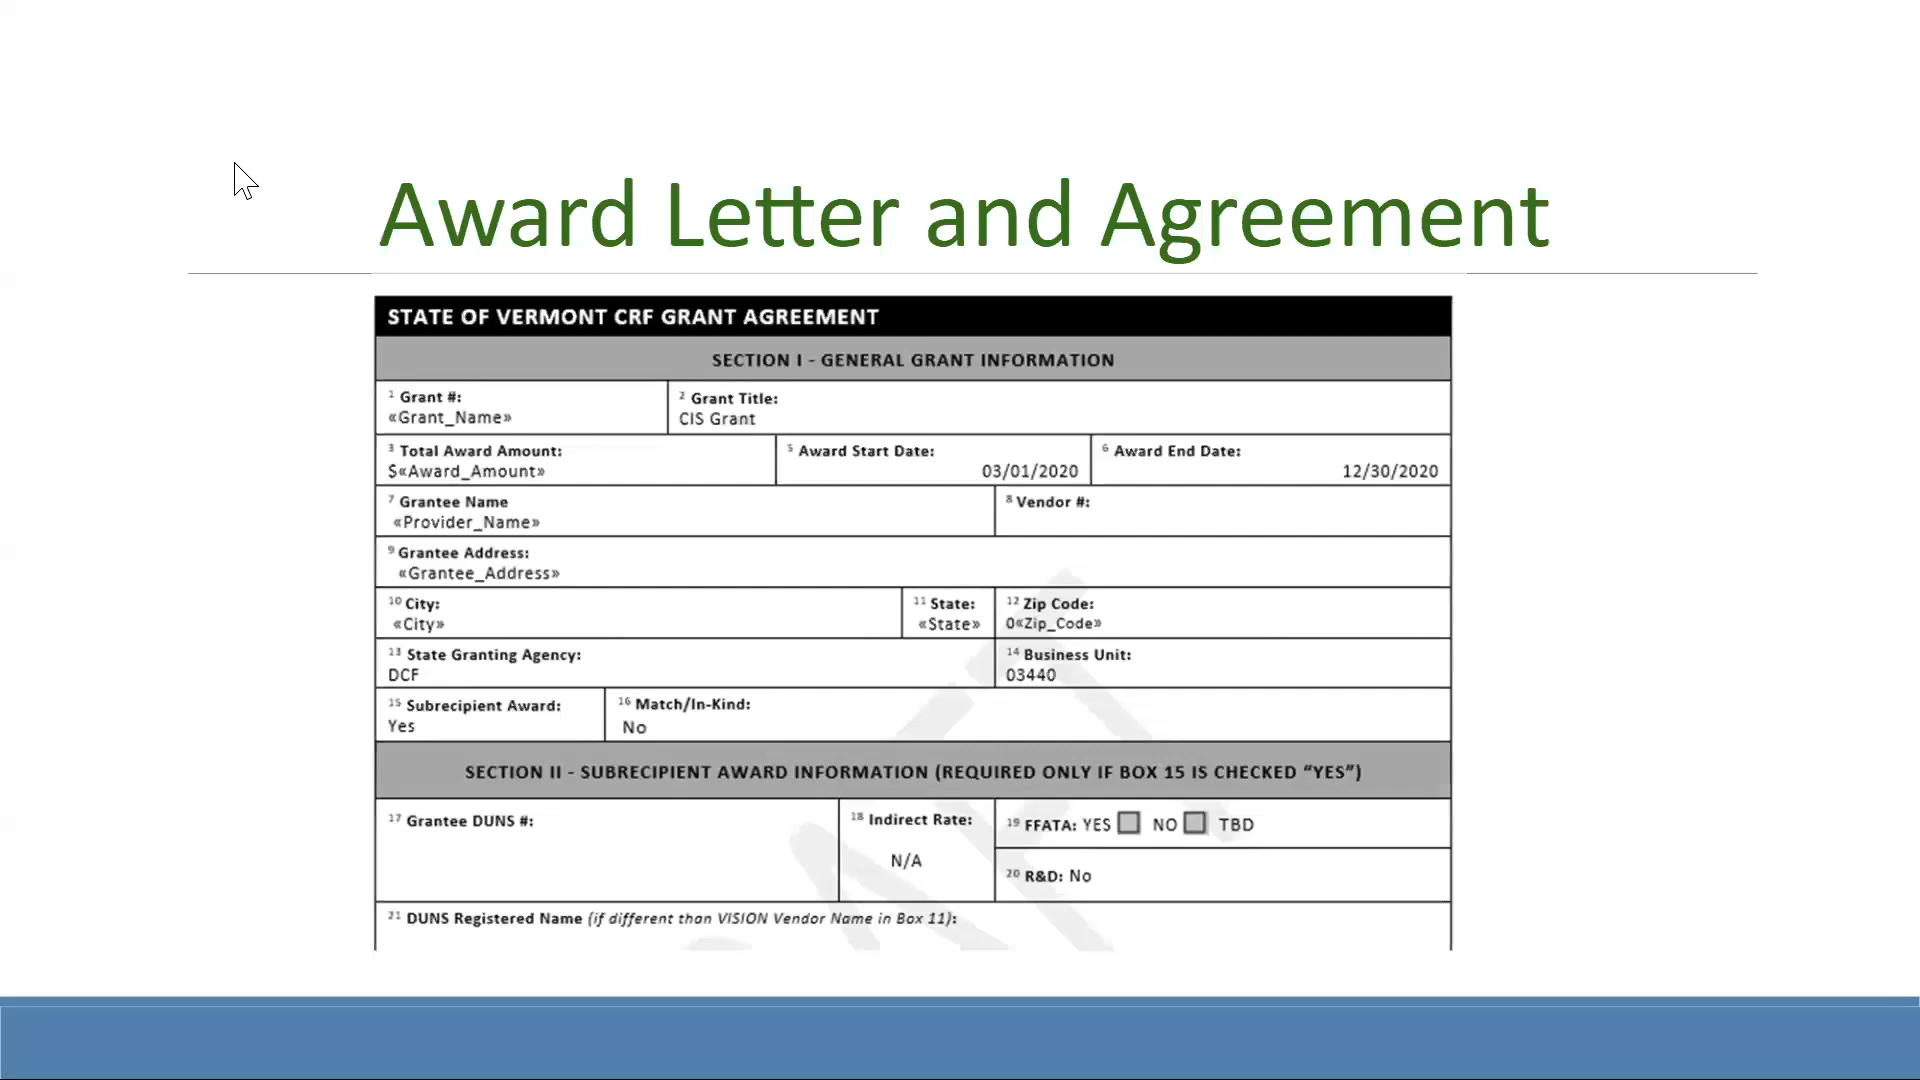 Award Letter and Agreement
STATE OF VERMONT CRF GRANT AGREEMENT
SECTION I - GENERAL GRANT INFORMATION
1 Grant #:
«Grant_Name»
2 Grant Title:
CIS Grant
3 Total Award Amount:
$«Award_Amount»
5 Award Start Date:
03/01/2020
6 Award End Date:
12/30/2020
7 Grantee Name
«Provider_Name»
8 Vendor #:
9 Grantee Address:
«Grantee_Address»
10 City:
«City»
11 State:
«State»
12 Zip Code:
0«Zip_Code»
13 State Granting Agency:
DCF
14 Business Unit:
03440
15 Subrecipient Award:
Yes
16 Match/In-Kind:
No
SECTION II - SUBRECIPIENT AWARD INFORMATION (REQUIRED ONLY IF BOX 15 IS CHECKED “YES”)
17 Grantee DUNS #:
18 Indirect Rate:
N/A
19 FFATA: YES NO TBD
20 R&D: No
21 DUNS Registered Name (if different than VISION Vendor Name in Box 11):